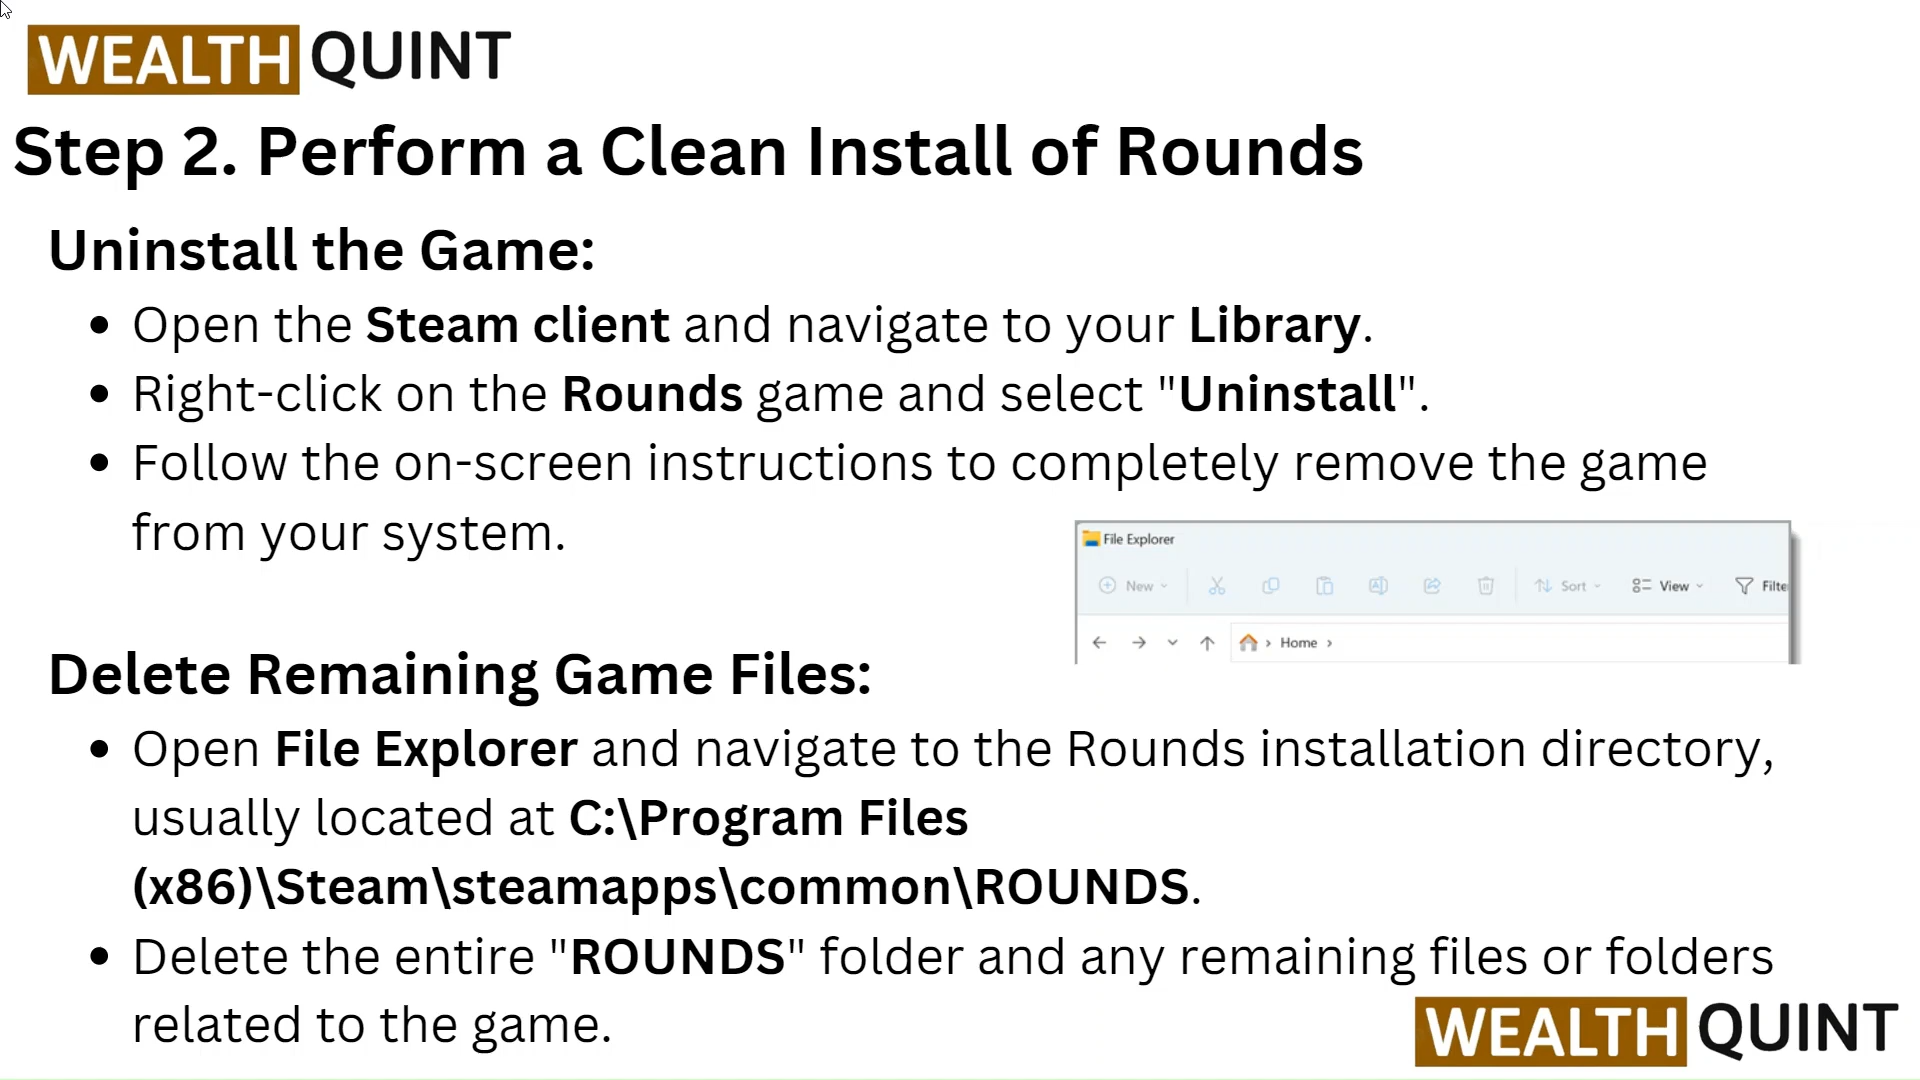 WEALTH QUINT
Step 2. Perform a Clean Install of Rounds
Uninstall the Game:
• Open the Steam client and navigate to your Library.
• Right-click on the Rounds game and select "Uninstall".
• Follow the on-screen instructions to completely remove the game
from your system.
File Explorer
New
Sort
View
Filte
Home
Delete Remaining Game Files:
• Open File Explorer and navigate to the Rounds installation directory,
usually located at C:\Program Files
(x86)\Steam\steamapps\common\ROUNDS.
• Delete the entire "ROUNDS" folder and any remaining files or folders
related to the game.
WEALTH QUINT